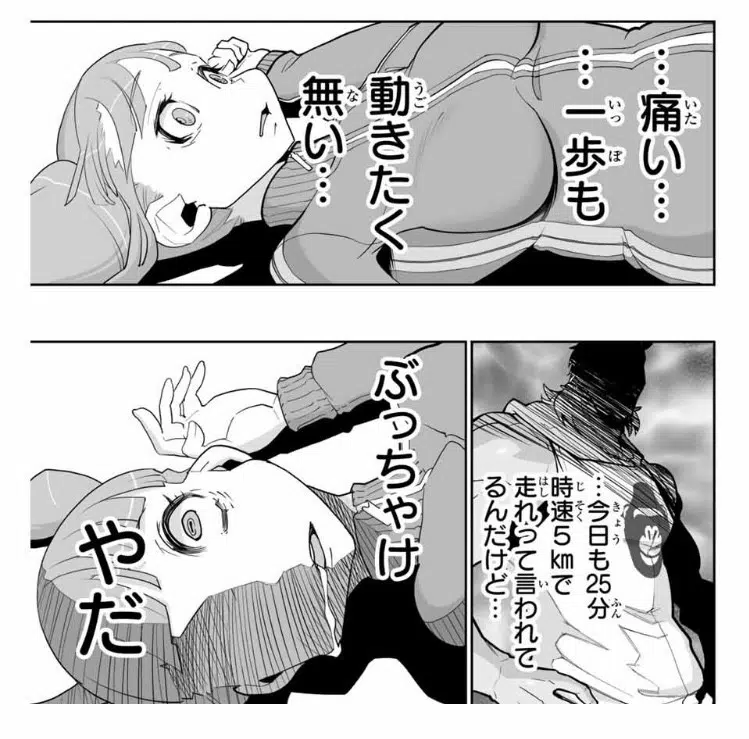 …痛い…
…一歩も
動きたく
無い…
…今日も25分
時速5kmで
走れって言われて
るんだけど…
ぶっちゃけ
やだ